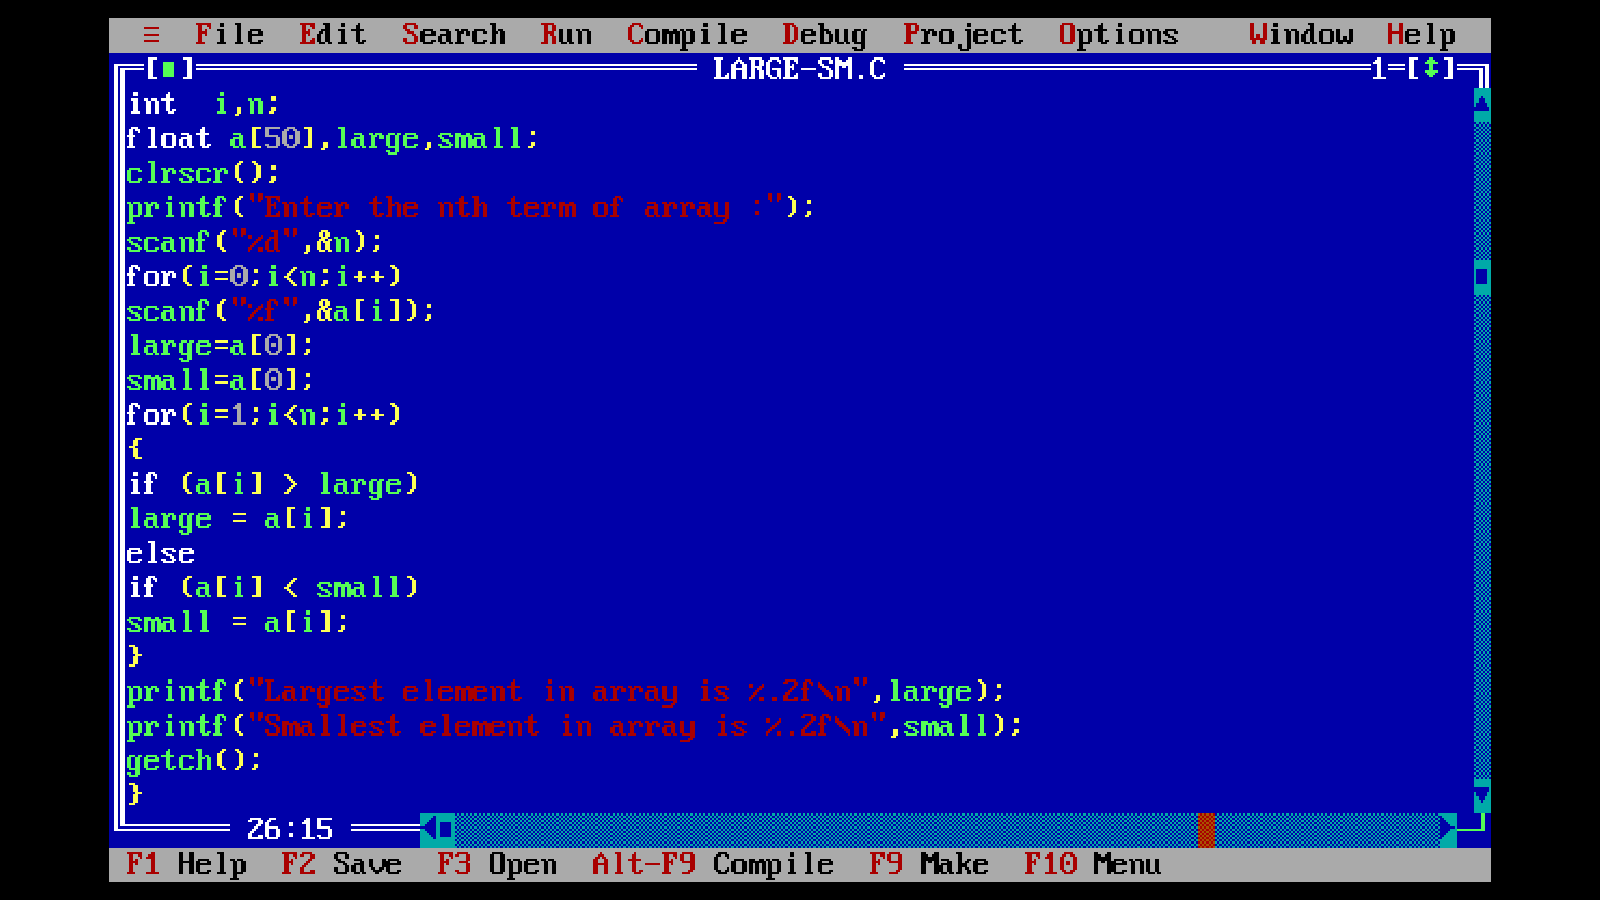 ≡ File Edit Search Run Compile Debug Project Options Window Help
[■] LARGE-SM.C 1=[↕]
int  i,n;
float a[50],large,small;
clrscr();
printf("Enter the nth term of array :");
scanf("%d",&n);
for(i=0;i<n;i++)
scanf("%f",&a[i]);
large=a[0];
small=a[0];
for(i=1;i<n;i++)
{
if (a[i] > large)
large = a[i];
else
if (a[i] < small)
small = a[i];
}
printf("Largest element in array is %.2f\n",large);
printf("Smallest element in array is %.2f\n",small);
getch();
}
26:15
F1 Help F2 Save F3 Open Alt-F9 Compile F9 Make F10 Menu